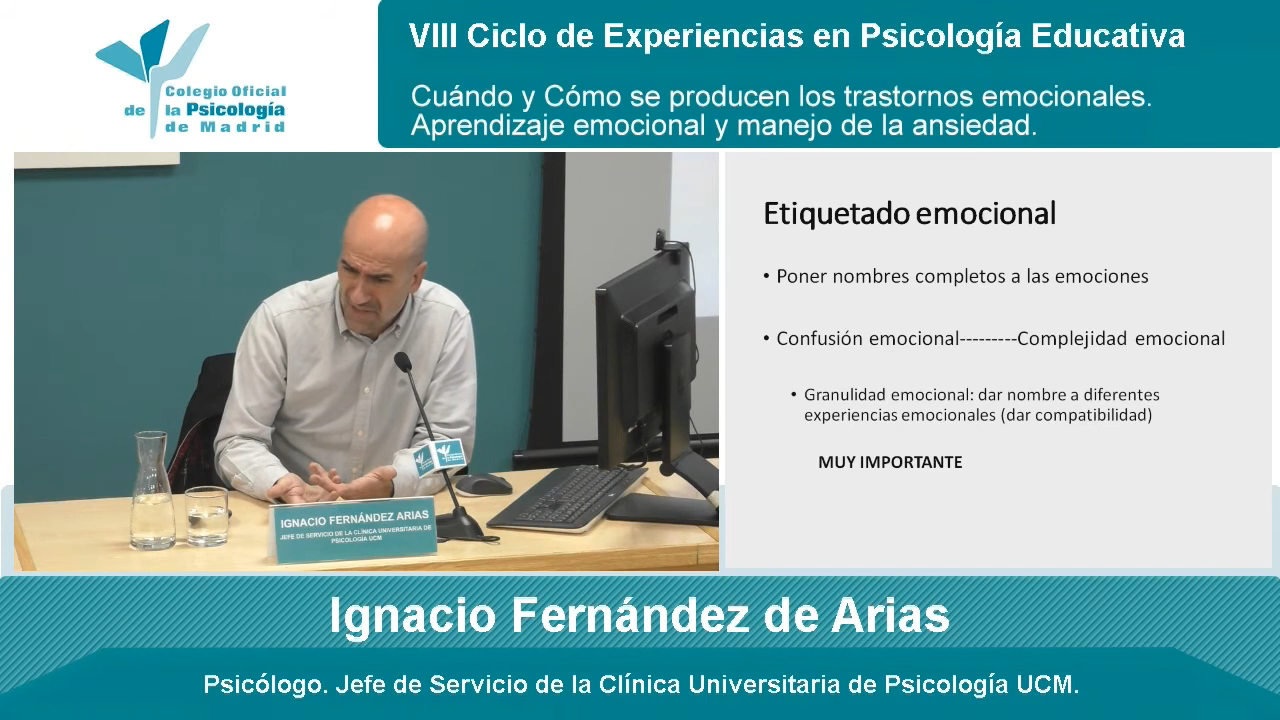 Colegio Oficial
de la Psicología
de Madrid
VIII Ciclo de Experiencias en Psicología Educativa
Cuándo y Cómo se producen los trastornos emocionales.
Aprendizaje emocional y manejo de la ansiedad.
Etiquetado emocional
• Poner nombres completos a las emociones
• Confusión emocional---------Complejidad emocional
• Granulidad emocional: dar nombre a diferentes
experiencias emocionales (dar compatibilidad)
MUY IMPORTANTE
IGNACIO FERNÁNDEZ ARIAS
JEFE DE SERVICIO DE LA CLÍNICA UNIVERSITARIA DE
PSICOLOGÍA UCM
Ignacio Fernández de Arias
Psicólogo. Jefe de Servicio de la Clínica Universitaria de Psicología UCM.